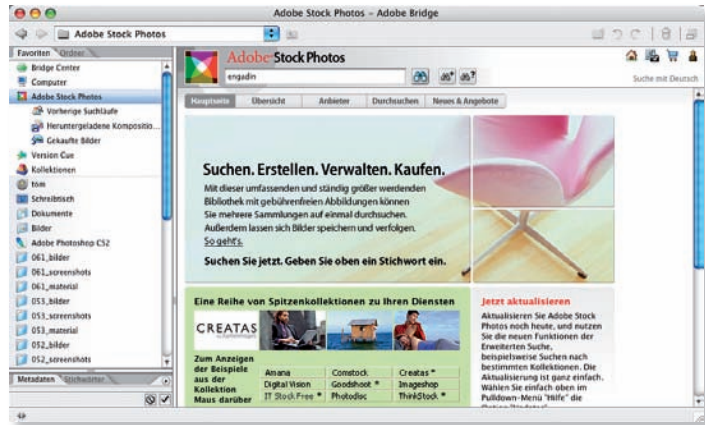 Adobe Stock Photos – Adobe Bridge
Adobe Stock Photos
Favoriten Ordner
Bridge Center
Computer
Adobe Stock Photos
Vorherige Suchläufe
Heruntergeladene Kompositio...
Gekaufte Bilder
Version Cue
Kollektionen
tom
Schreibtisch
Dokumente
Bilder
Adobe Photoshop CS2
061_bilder
061_screenshots
061_material
053_bilder
053_screenshots
053_material
052_bilder
052_screenshots
Metadaten Stichwörter
Adobe Stock Photos
engadin
Suche mit Deutsch
Hauptseite Übersicht Anbieter Durchsuchen Neues & Angebote
Suchen. Erstellen. Verwalten. Kaufen.
Mit dieser umfassenden und ständig größer werdenden
Bibliothek mit gebührenfreien Abbildungen können
Sie mehrere Sammlungen auf einmal durchsuchen.
Außerdem lassen sich Bilder speichern und verfolgen.
So geht's.
Suchen Sie jetzt. Geben Sie oben ein Stichwort ein.
Eine Reihe von Spitzenkollektionen zu Ihren Diensten
CREATAS
Zum Anzeigen
der Beispiele
aus der
Kollektion
Maus darüber
Amana Comstock Creatas *
Digital Vision Goodshoot * Imageshop
IT Stock Free * Photodisc ThinkStock *
Jetzt aktualisieren
Aktualisieren Sie Adobe Stock
Photos noch heute, und nutzen
Sie die neuen Funktionen der
Erweiterten Suche,
beispielsweise Suchen nach
bestimmten Kollektionen. Die
Aktualisierung ist ganz einfach.
Wählen Sie einfach oben im
Pulldown-Menü "Hilfe" die